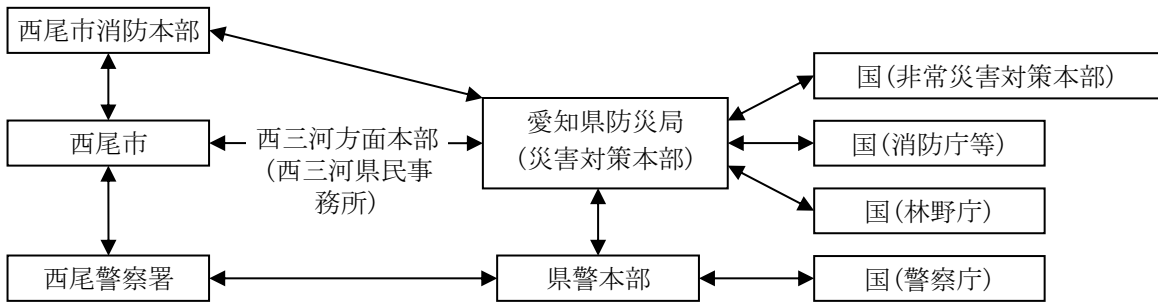 西尾市消防本部
国(非常災害対策本部)
愛知県防災局
(災害対策本部)
西尾市
西三河方面本部
(西三河県民事
務所)
国(消防庁等)
国(林野庁)
西尾警察署
県警本部
国(警察庁)